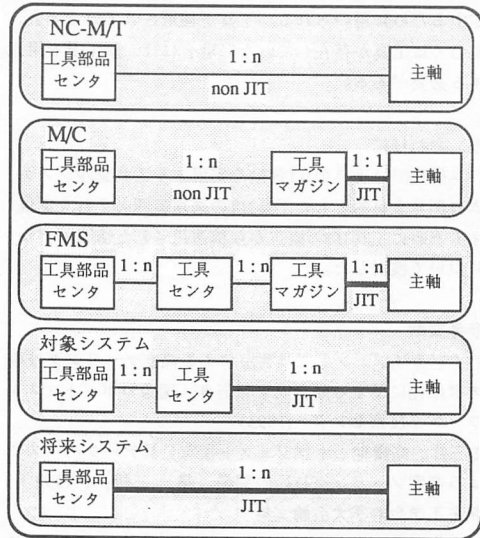 NC-M/T
工具部品
センタ
1 : n
non JIT
主軸
M/C
工具部品
センタ
1 : n
non JIT
工具
マガジン
1 : 1
JIT
主軸
FMS
工具部品
センタ
1 : n
工具
センタ
1 : n
工具
マガジン
1 : n
JIT
主軸
対象システム
工具部品
センタ
1 : n
工具
センタ
1 : n
JIT
主軸
将来システム
工具部品
センタ
1 : n
JIT
主軸